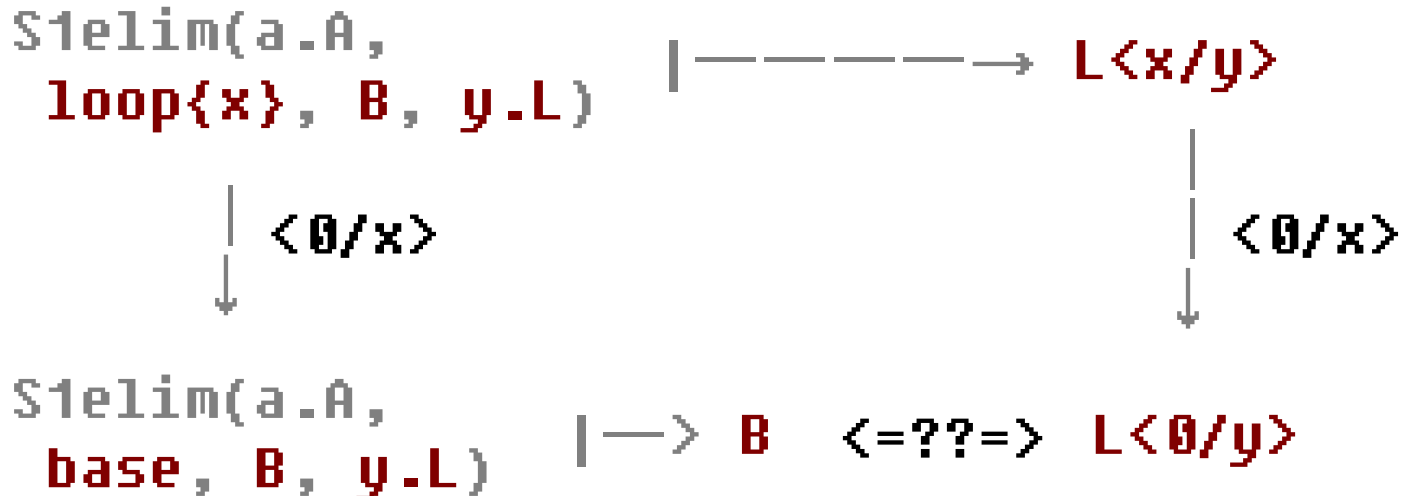 S1elim(a.A,
loop{x}, B, y.L) |————→ L<x/y>
<0/x> <0/x>
S1elim(a.A,
base, B, y.L) |—> B <=??=> L<0/y>